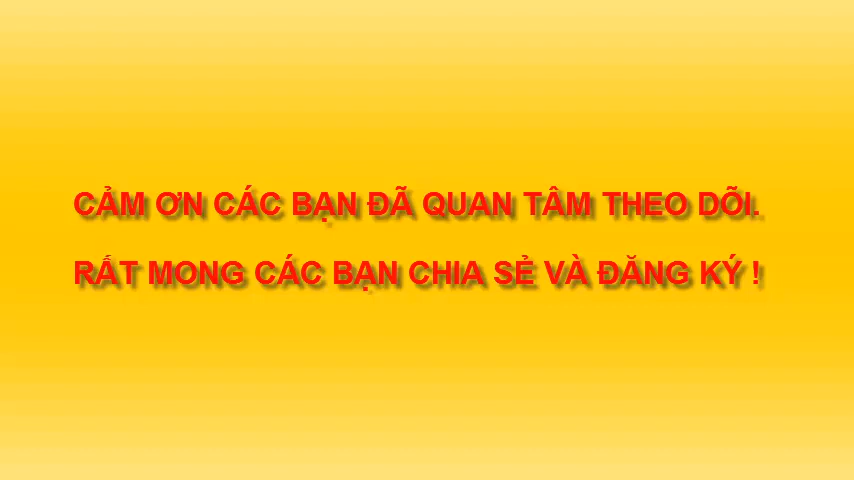 CẢM ƠN CÁC BẠN ĐÃ QUAN TÂM THEO DÕI.
RẤT MONG CÁC BẠN CHIA SẺ VÀ ĐĂNG KÝ !